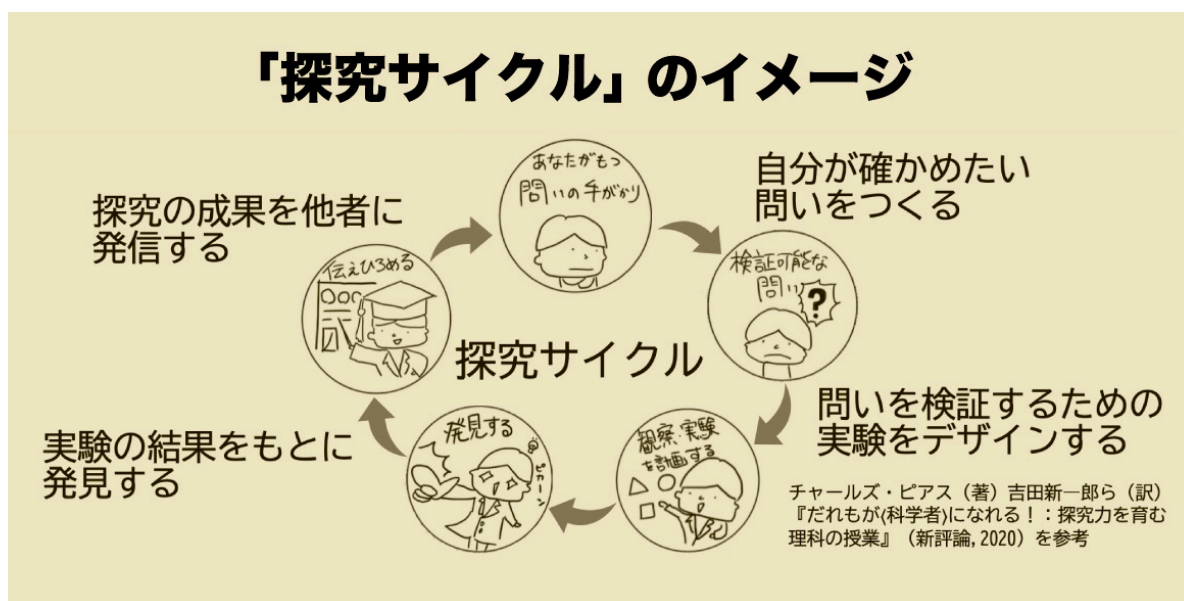 「探究サイクル」のイメージ
あなたがもつ
問いの手がかり
自分が確かめたい
問いをつくる
検証可能な
問い
?
問いを検証するための
実験をデザインする
観察、実験
を計画する
発見する
ピャーン
実験の結果をもとに
発見する
伝えひろめる
探究の成果を他者に
発信する
探究サイクル
チャールズ・ピアス（著）吉田新一郎ら（訳）
『だれもが(科学者)になれる！：探究力を育む
理科の授業』（新評論, 2020）を参考